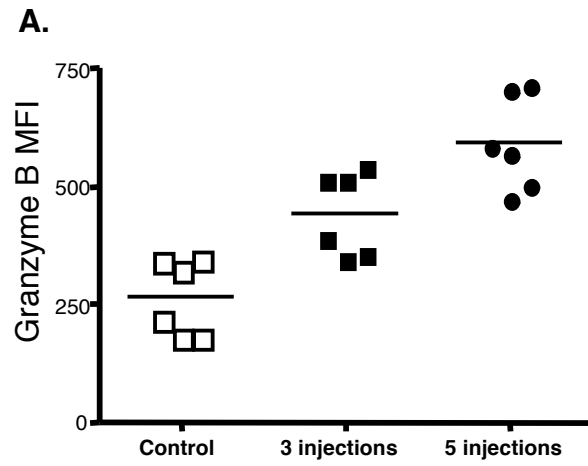 A.
Granzyme B MFI
750
500
250
0
Control
3 injections
5 injections